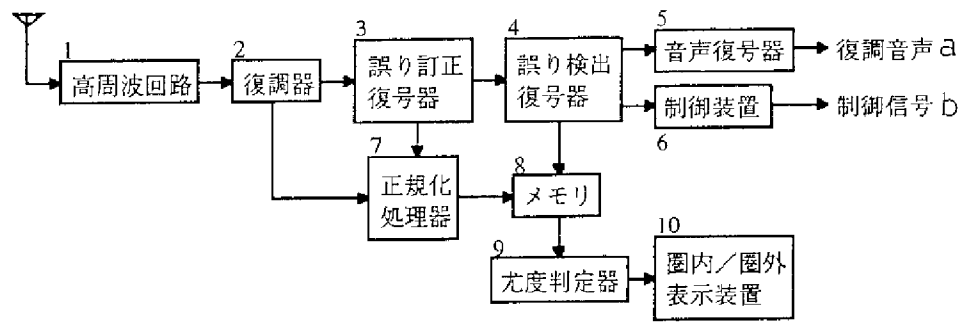 1
高周波回路
2
復調器
3
誤り訂正
復号器
4
誤り検出
復号器
5
音声復号器
復調音声a
制御装置
6
制御信号b
7
正規化
処理器
8
メモリ
9
尤度判定器
10
圏内／圏外
表示装置